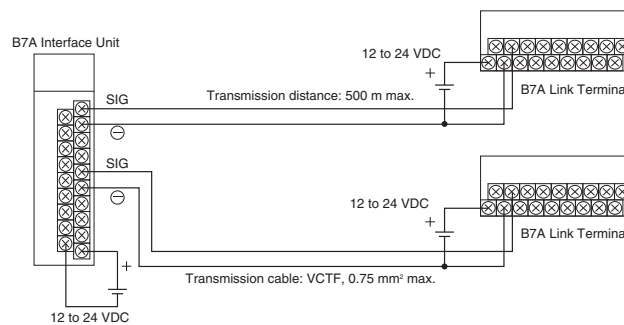 B7A Interface Unit
12 to 24 VDC
+
B7A Link Termina
SIG
Transmission distance: 500 m max.
⊖
SIG
⊖
12 to 24 VDC
+
B7A Link Termina
+
Transmission cable: VCTF, 0.75 mm² max.
12 to 24 VDC